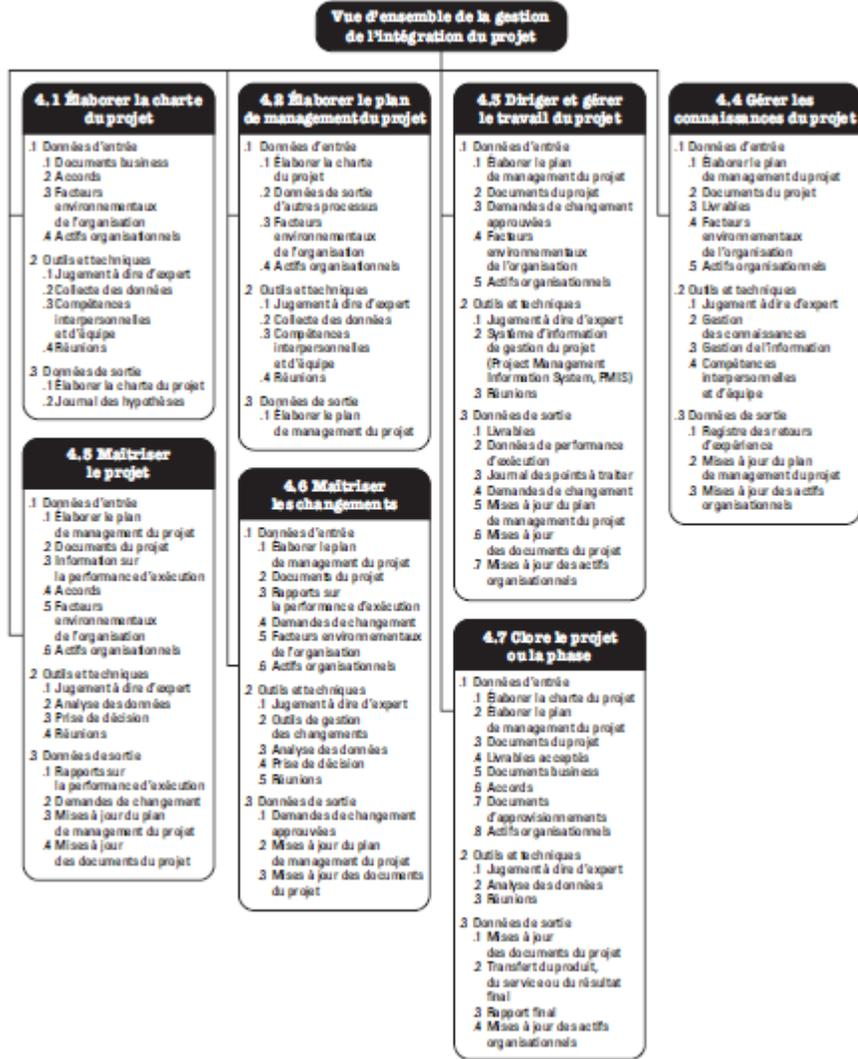 Vue d'ensemble de la gestion
de l'intégration du projet
4.1 Élaborer la charte
du projet
.1 Données d'entrée
.1 Documents business
.2 Accords
.3 Facteurs
environnementaux
de l'organisation
.4 Actifs organisationnels
.2 Outils et techniques
.1 Jugement à dire d'expert
.2 Collecte des données
.3 Compétences
interpersonnelles
et d'équipe
.4 Réunions
.3 Données de sortie
.1 Élaborer la charte du projet
.2 Journal des hypothèses
4.2 Élaborer le plan
de management du projet
.1 Données d'entrée
.1 Élaborer la charte
du projet
.2 Données de sortie
d'autres processus
.3 Facteurs
environnementaux
de l'organisation
.4 Actifs organisationnels
.2 Outils et techniques
.1 Jugement à dire d'expert
.2 Collecte des données
.3 Compétences
interpersonnelles
et d'équipe
.4 Réunions
.3 Données de sortie
.1 Élaborer le plan
de management du projet
4.3 Diriger et gérer
le travail du projet
.1 Données d'entrée
.1 Élaborer le plan
de management du projet
.2 Documents du projet
.3 Demandes de changement
approuvées
.4 Facteurs
environnementaux
de l'organisation
.5 Actifs organisationnels
.2 Outils et techniques
.1 Jugement à dire d'expert
.2 Système d'information
de gestion du projet
(Project Management
Information System, PMIS)
.3 Réunions
.3 Données de sortie
.1 Livrables
.2 Données de performance
d'exécution
.3 Journal des points à traiter
.4 Demandes de changement
.5 Mises à jour du plan
de management du projet
.6 Mises à jour
des documents du projet
.7 Mises à jour des actifs
organisationnels
4.4 Gérer les
connaissances du projet
.1 Données d'entrée
.1 Élaborer le plan
de management du projet
.2 Documents du projet
.3 Livrables
.4 Facteurs
environnementaux
de l'organisation
.5 Actifs organisationnels
.2 Outils et techniques
.1 Jugement à dire d'expert
.2 Gestion
des connaissances
.3 Gestion de l'information
.4 Compétences
interpersonnelles
et d'équipe
.3 Données de sortie
.1 Registre des retours
d'expérience
.2 Mises à jour du plan
de management du projet
.3 Mises à jour des actifs
organisationnels
4.5 Maîtriser
le projet
.1 Données d'entrée
.1 Élaborer le plan
de management du projet
.2 Documents du projet
.3 Information sur
la performance d'exécution
.4 Accords
.5 Facteurs
environnementaux
de l'organisation
.6 Actifs organisationnels
.2 Outils et techniques
.1 Jugement à dire d'expert
.2 Analyse des données
.3 Prise de décision
.4 Réunions
.3 Données de sortie
.1 Rapports sur
la performance d'exécution
.2 Demandes de changement
.3 Mises à jour du plan
de management du projet
.4 Mises à jour
des documents du projet
4.6 Maîtriser
les changements
.1 Données d'entrée
.1 Élaborer le plan
de management du projet
.2 Documents du projet
.3 Rapports sur
la performance d'exécution
.4 Demandes de changement
.5 Facteurs environnementaux
de l'organisation
.6 Actifs organisationnels
.2 Outils et techniques
.1 Jugement à dire d'expert
.2 Outils de gestion
des changements
.3 Analyse des données
.4 Prise de décision
.5 Réunions
.3 Données de sortie
.1 Demandes de changement
approuvées
.2 Mises à jour du plan
de management du projet
.3 Mises à jour des documents
du projet
4.7 Clore le projet
ou la phase
.1 Données d'entrée
.1 Élaborer la charte du projet
.2 Élaborer le plan
de management du projet
.3 Documents du projet
.4 Livrables acceptés
.5 Documents business
.6 Accords
.7 Documents
d'approvisionnements
.8 Actifs organisationnels
.2 Outils et techniques
.1 Jugement à dire d'expert
.2 Analyse des données
.3 Réunions
.3 Données de sortie
.1 Mises à jour
des documents du projet
.2 Transfert du produit,
du service ou du résultat
final
.3 Rapport final
.4 Mises à jour des actifs
organisationnels